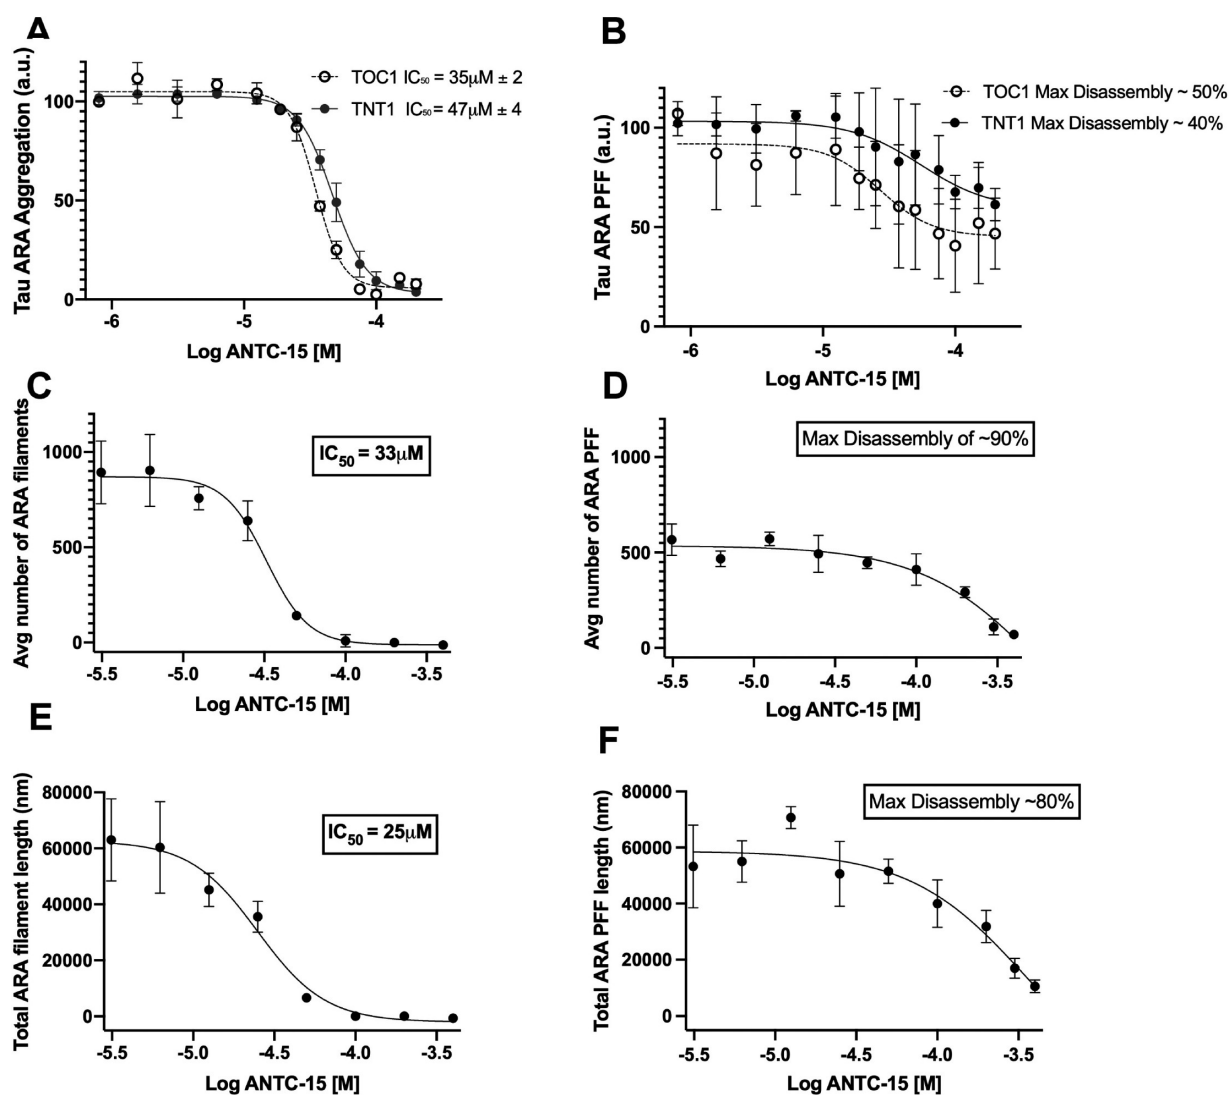 A
Tau ARA Aggregation (a.u.)
100
50
0
-6
-5
-4
Log ANTC-15 [M]
TOC1 IC₅₀ = 35μM ± 2
TNT1 IC₅₀ = 47μM ± 4
B
Tau ARA PFF (a.u.)
100
50
0
-6
-5
-4
Log ANTC-15 [M]
TOC1 Max Disassembly ~ 50%
TNT1 Max Disassembly ~ 40%
C
Avg number of ARA filaments
1000
500
0
-5.5
-5.0
-4.5
-4.0
-3.5
Log ANTC-15 [M]
IC₅₀ = 33μM
D
Avg number of ARA PFF
1000
500
0
-5.5
-5.0
-4.5
-4.0
-3.5
Log ANTC-15 [M]
Max Disassembly of ~90%
E
Total ARA filament length (nm)
80000
60000
40000
20000
0
-5.5
-5.0
-4.5
-4.0
-3.5
Log ANTC-15 [M]
IC₅₀ = 25μM
F
Total ARA PFF length (nm)
80000
60000
40000
20000
0
-5.5
-5.0
-4.5
-4.0
-3.5
Log ANTC-15 [M]
Max Disassembly ~80%